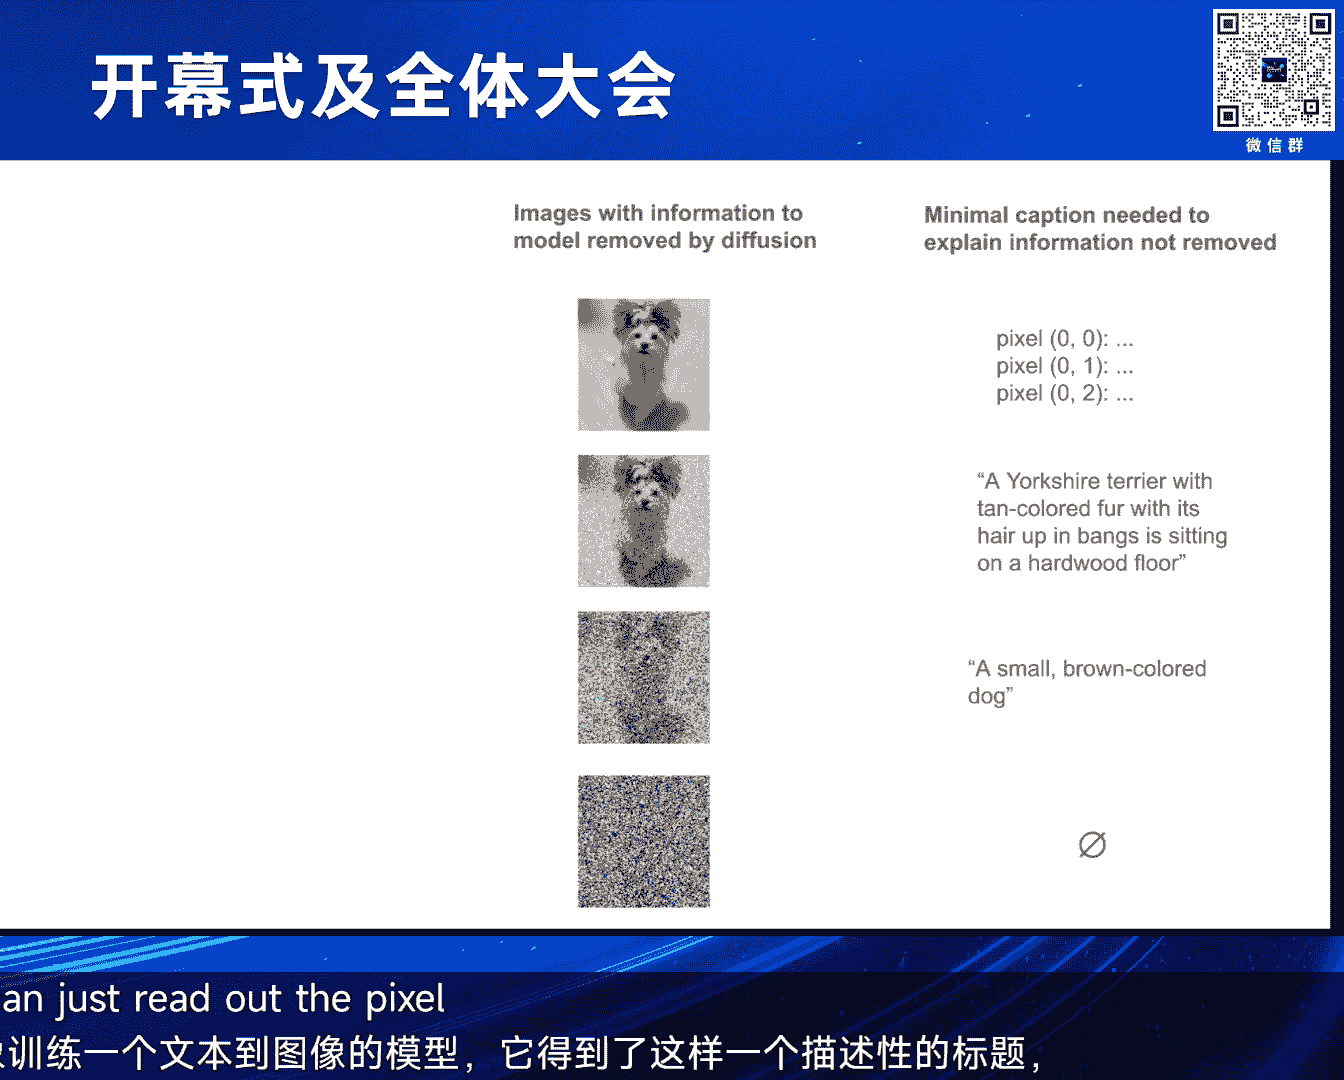 开幕式及全体大会
微信群
Images with information to
model removed by diffusion
Minimal caption needed to
explain information not removed
pixel (0, 0): ...
pixel (0, 1): ...
pixel (0, 2): ...
“A Yorkshire terrier with
tan-colored fur with its
hair up in bangs is sitting
on a hardwood floor”
“A small, brown-colored
dog”
∅
an just read out the pixel
训练一个文本到图像的模型，它得到了这样一个描述性的标题，